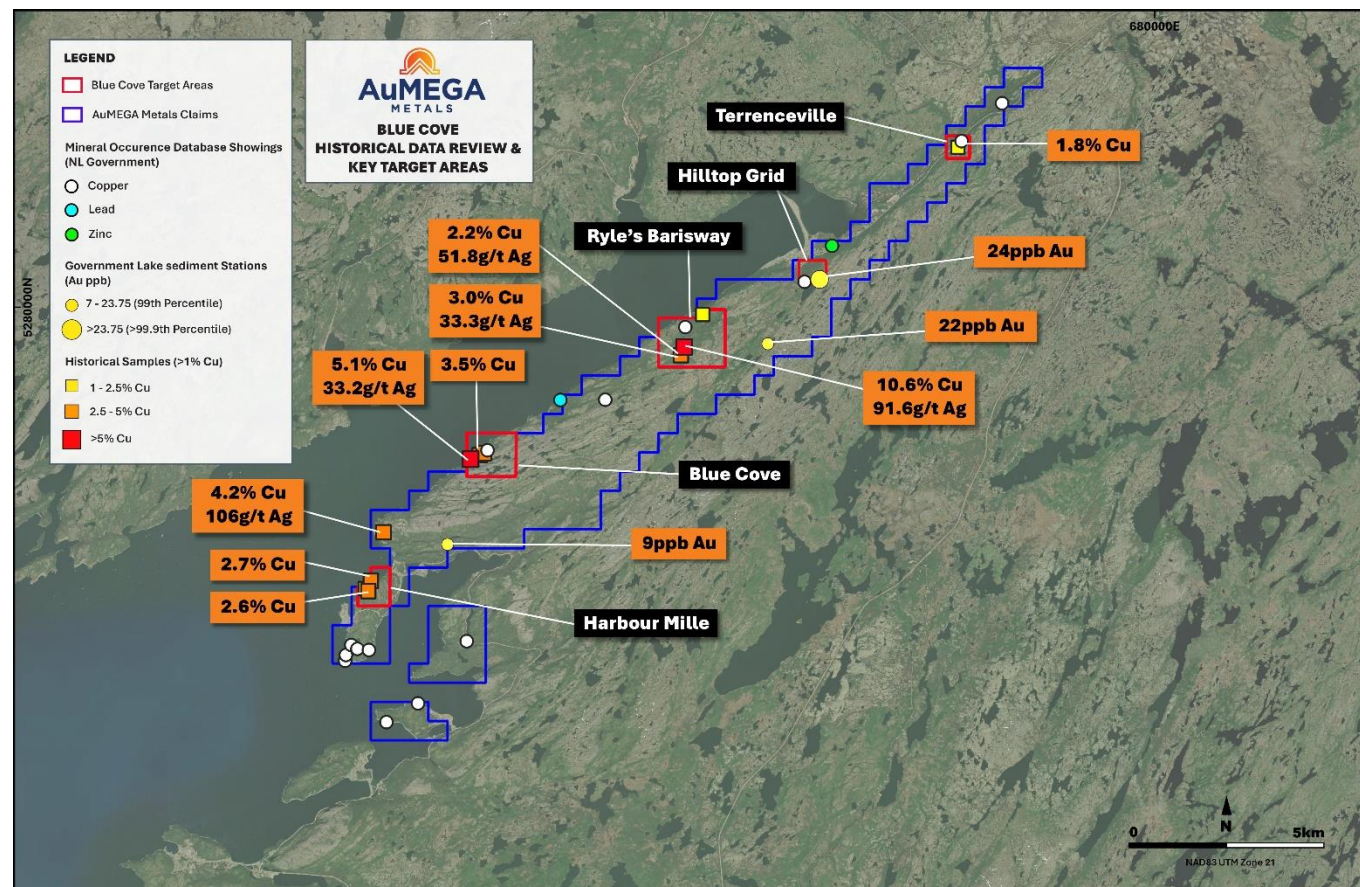 680000E
5280000N
LEGEND
Blue Cove Target Areas
AuMEGA Metals Claims
Mineral Occurence Database Showings
(NL Government)
Copper
Lead
Zinc
Government Lake sediment Stations
(Au ppb)
7 - 23.75 (99th Percentile)
>23.75 (>99.9th Percentile)
Historical Samples (>1% Cu)
1 - 2.5% Cu
2.5 - 5% Cu
>5% Cu
AuMEGA
METALS
BLUE COVE
HISTORICAL DATA REVIEW &
KEY TARGET AREAS
Terrenceville
1.8% Cu
Hilltop Grid
2.2% Cu
51.8g/t Ag
Ryle's Barisway
24ppb Au
3.0% Cu
33.3g/t Ag
22ppb Au
5.1% Cu
33.2g/t Ag
3.5% Cu
10.6% Cu
91.6g/t Ag
Blue Cove
4.2% Cu
106g/t Ag
9ppb Au
2.7% Cu
2.6% Cu
Harbour Mille
N
0
5km
NAD83 UTM Zone 21